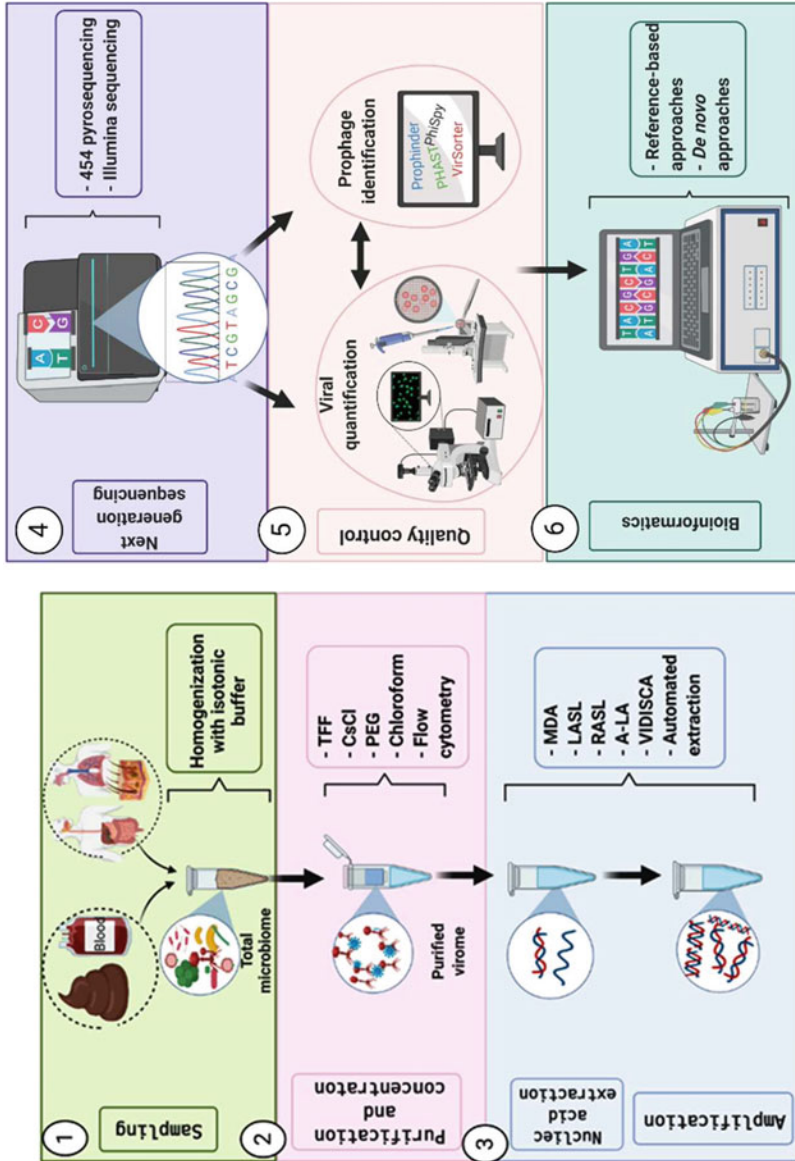 1
Sampling
Blood
Total
microbiome
Homogenization
with isotonic
buffer
2
Purification
and
concentraton
Purified virome
- TFF
- CsCl
- PEG
- Chloroform
- Flow
cytometry
3
Nucliec
acid
extraction
Amplification
- MDA
- LASL
- RASL
- A-LA
- VIDISCA
- Automated
extraction
4
Next
generation
sequencing
A C
T G
A T C G T A G C G A
- 454 pyrosequencing
- Illumina sequencing
5
Quality control
Viral
quantification
Prophage
identification
Prophinder
PHAST
PhiSpy
VirSorter
6
Bioinformatics
A T G C G C A C T
T A C G C G T G A
- Reference-based
approaches
- De novo
approaches